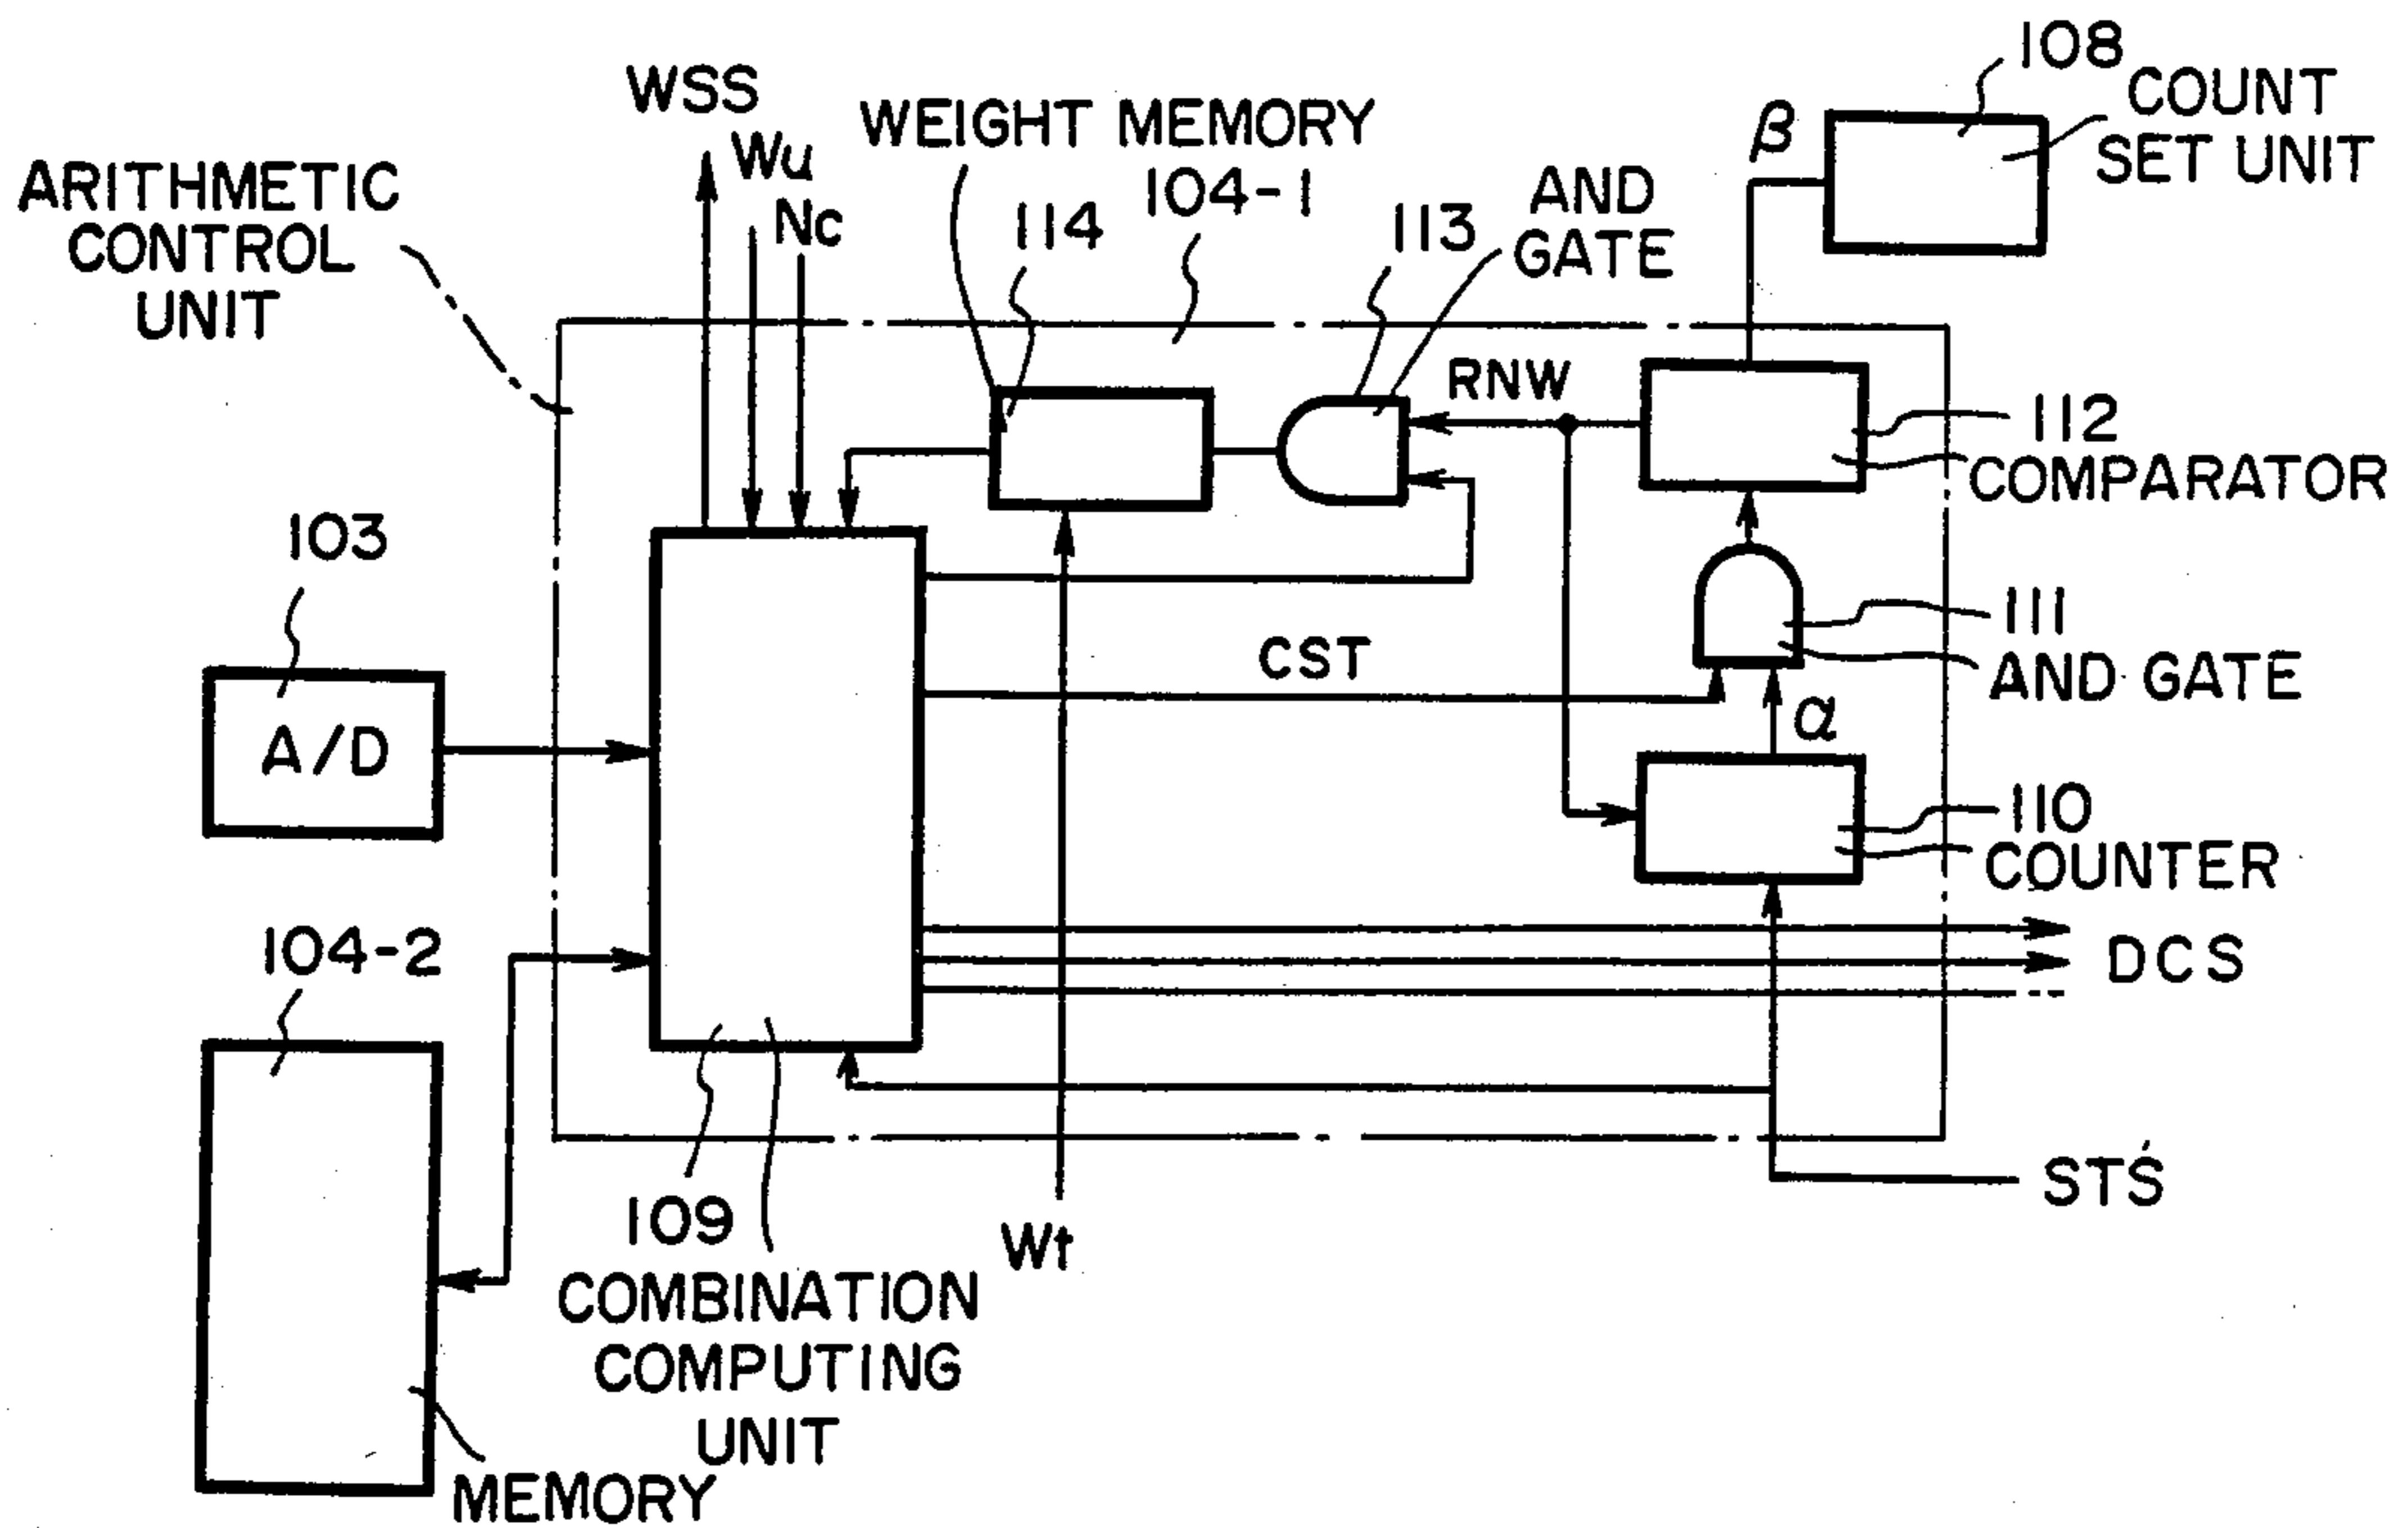 108
COUNT
SET UNIT
β
WSS
Wu
Nc
WEIGHT MEMORY
104-1
114
113
AND
GATE
ARITHMETIC
CONTROL
UNIT
RNW
112
COMPARATOR
103
A/D
CST
111
AND GATE
α
110
COUNTER
104-2
DCS
STS
109
COMBINATION
COMPUTING
UNIT
Wt
MEMORY